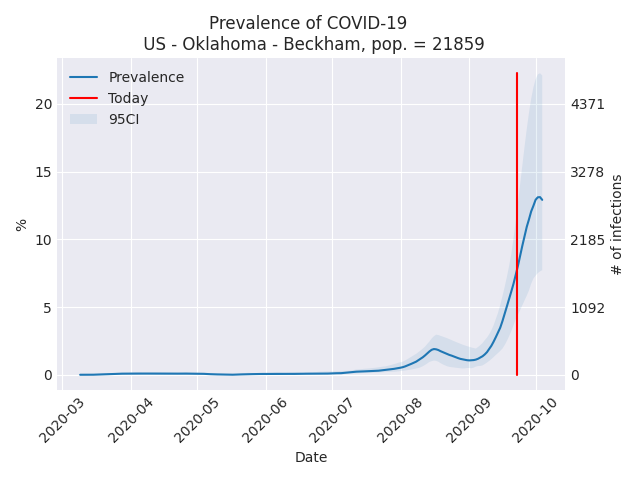 Prevalence of COVID-19
US - Oklahoma - Beckham, pop. = 21859
Prevalence
Today
95CI
20
15
10
5
0
%
4371
3278
2185
1092
0
# of infections
2020-03
2020-04
2020-05
2020-06
2020-07
2020-08
2020-09
2020-10
Date